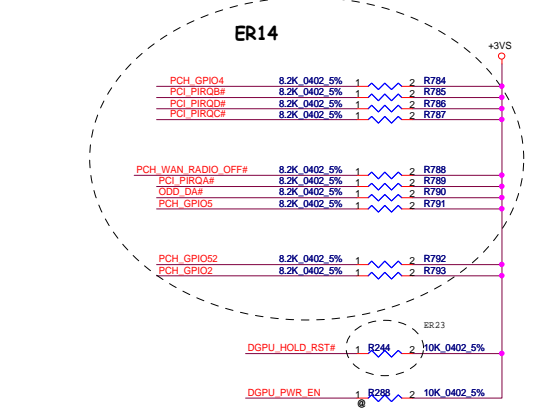 ER14
+3VS
PCH_GPIO4 8.2K_0402_5% 1 2 R784
PCI_PIRQB# 8.2K_0402_5% 1 2 R785
PCI_PIRQD# 8.2K_0402_5% 1 2 R786
PCI_PIRQC# 8.2K_0402_5% 1 2 R787
PCH_WAN_RADIO_OFF# 8.2K_0402_5% 1 2 R788
PCI_PIRQA# 8.2K_0402_5% 1 2 R789
ODD_DA# 8.2K_0402_5% 1 2 R790
PCH_GPIO5 8.2K_0402_5% 1 2 R791
PCH_GPIO52 8.2K_0402_5% 1 2 R792
PCH_GPIO2 8.2K_0402_5% 1 2 R793
ER23
DGPU_HOLD_RST# 1 R244 2 10K_0402_5%
DGPU_PWR_EN 1 R288 2 10K_0402_5%
@